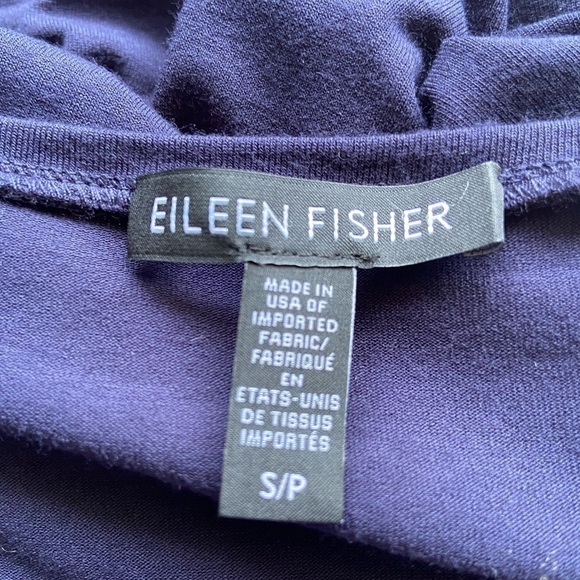 EILEEN FISHER
MADE IN
USA OF
IMPORTED
FABRIC/
FABRIQUÉ
EN
ETATS-UNIS
DE TISSUS
IMPORTÉS
S/P